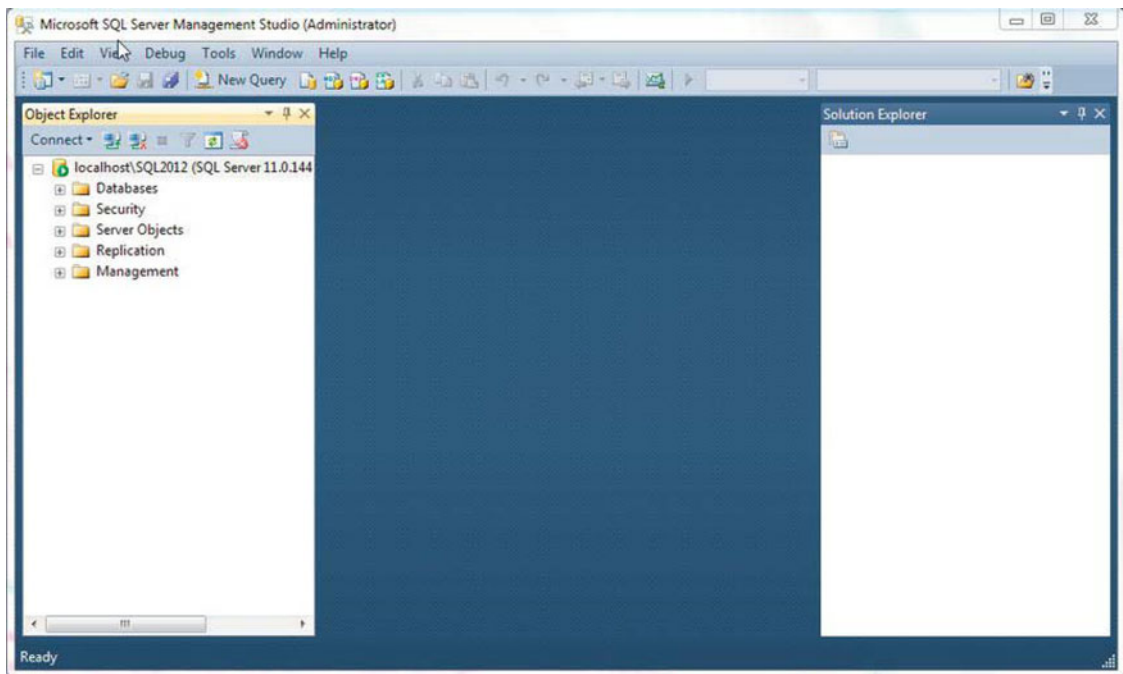 Microsoft SQL Server Management Studio (Administrator)
File Edit View Debug Tools Window Help
New Query
Object Explorer
Connect
localhost\SQL2012 (SQL Server 11.0.144
Databases
Security
Server Objects
Replication
Management
Solution Explorer
Ready